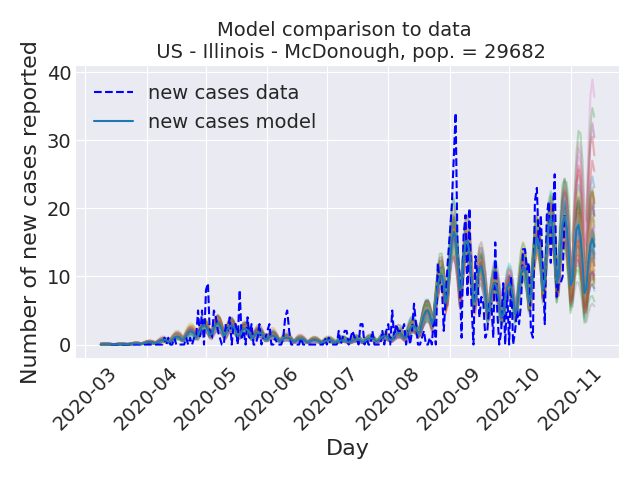 Model comparison to data
US - Illinois - McDonough, pop. = 29682
Number of new cases reported
40
30
20
10
0
new cases data
new cases model
2020-03
2020-04
2020-05
2020-06
2020-07
2020-08
2020-09
2020-10
2020-11
Day